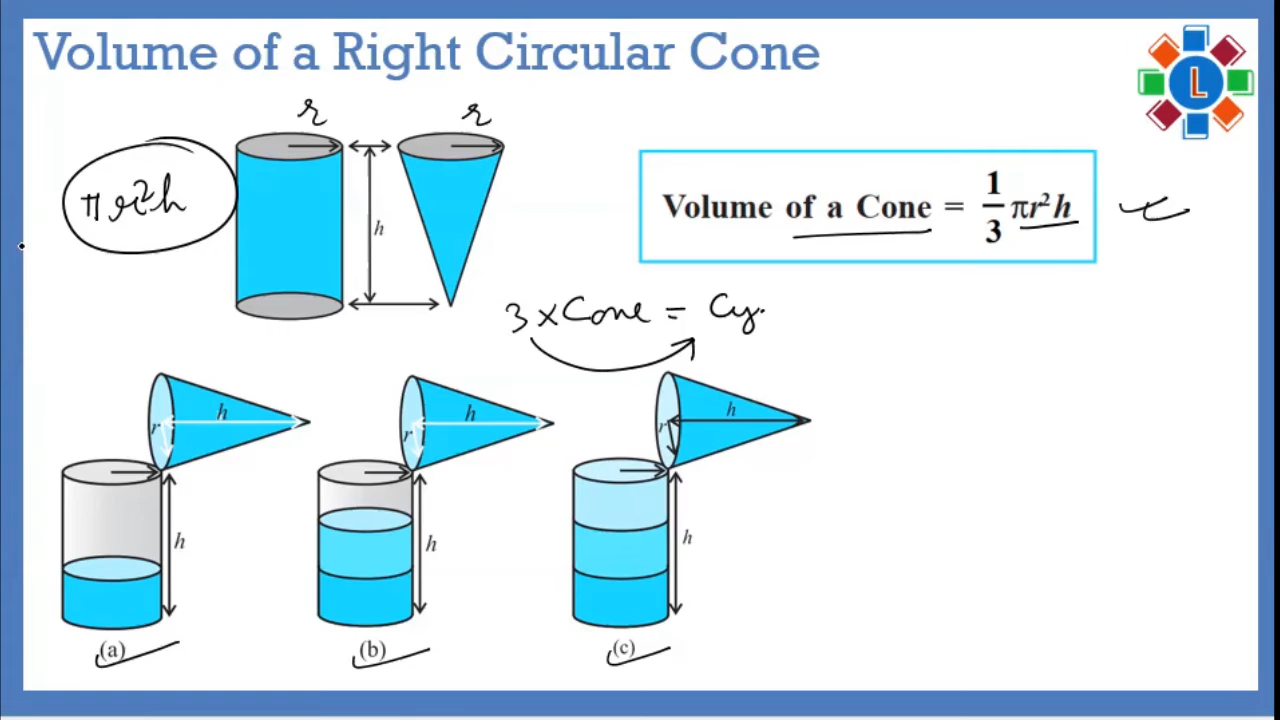 Volume of a Right Circular Cone
L
r r
πr²h
h
Volume of a Cone = 1/3 πr²h
3 × Cone = Cy.
h h h
r r r
h h h
(a) (b) (c)